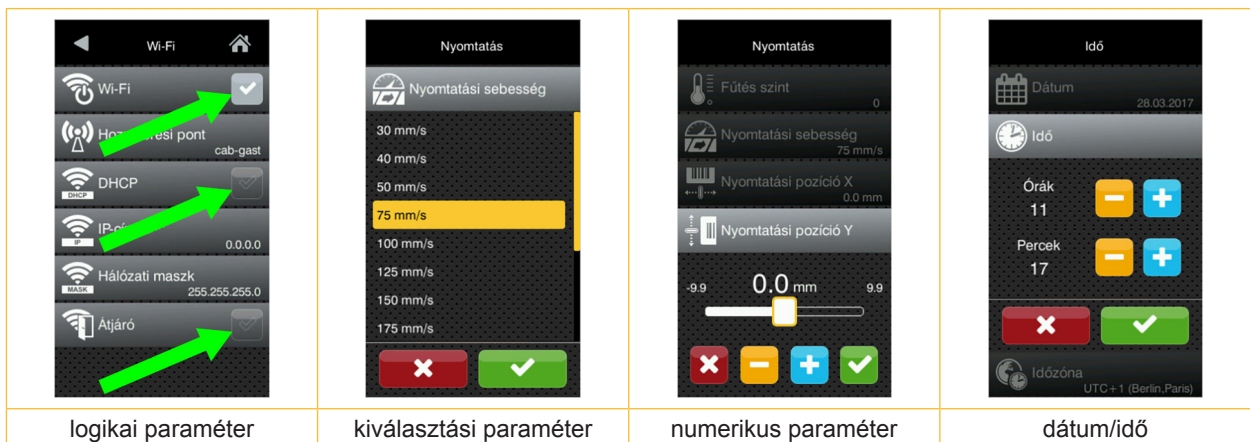 Wi-Fi
Wi-Fi
pont
cab-gast
DHCP
DHCP
IP
0.0.0.0
Hálózati maszk
MASK
255.255.255.0
Átjáró
logikai paraméter
Nyomtatás
Nyomtatási sebesség
30 mm/s
40 mm/s
50 mm/s
75 mm/s
100 mm/s
125 mm/s
150 mm/s
175 mm/s
kiválasztási paraméter
Nyomtatás
Fűtés szint
0
Nyomtatási sebesség
75 mm/s
Nyomtatási pozíció X
0.0 mm
Nyomtatási pozíció Y
-9.9 0.0 mm 9.9
numerikus paraméter
Idő
Dátum
28.03.2017
Idő
Órák
11
Percek
17
Időzóna
UTC+1 (Berlin,Paris)
dátum/idő